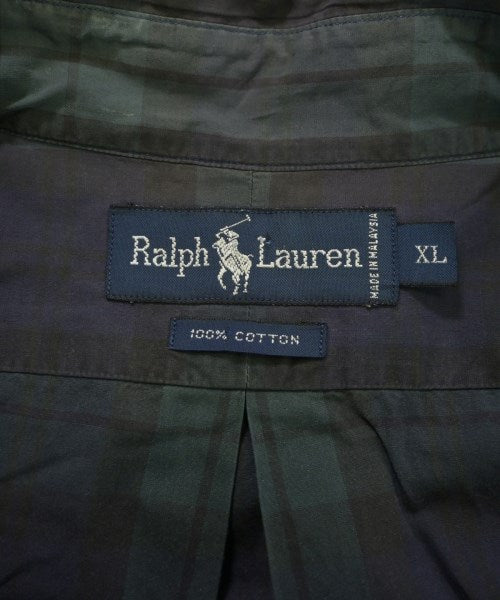 Ralph Lauren
MADE IN MALAYSIA
XL
100% COTTON